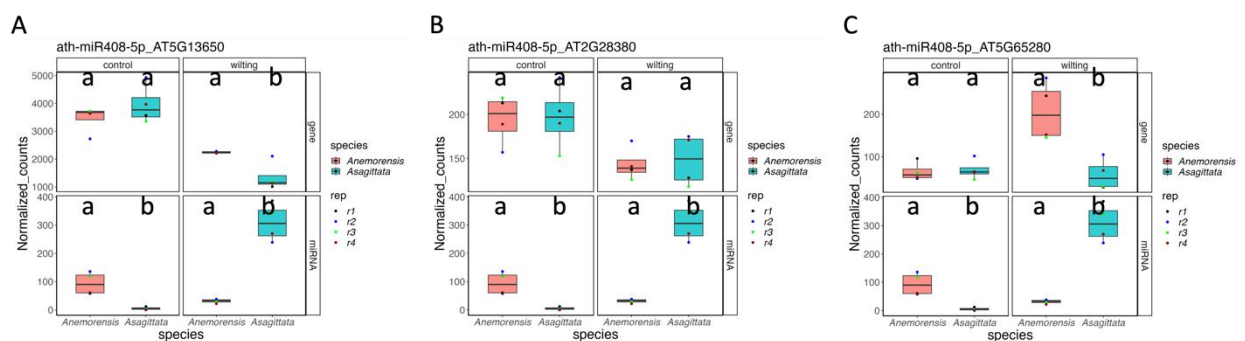 A
ath-miR408-5p_AT5G13650
control wilting
a a a b
5000
4000
3000
2000
1000
gene
a b a b
400
300
200
100
0
miRNA
Normalized_counts
Anemorensis Asagittata Anemorensis Asagittata
species
species
Anemorensis
Asagittata
rep
r1
r2
r3
r4
B
ath-miR408-5p_AT2G28380
control wilting
a a a a
200
150
gene
a b a b
400
300
200
100
0
miRNA
Normalized_counts
Anemorensis Asagittata Anemorensis Asagittata
species
species
Anemorensis
Asagittata
rep
r1
r2
r3
r4
C
ath-miR408-5p_AT5G65280
control wilting
a a a b
200
100
gene
a b a b
400
300
200
100
0
miRNA
Normalized_counts
Anemorensis Asagittata Anemorensis Asagittata
species
species
Anemorensis
Asagittata
rep
r1
r2
r3
r4